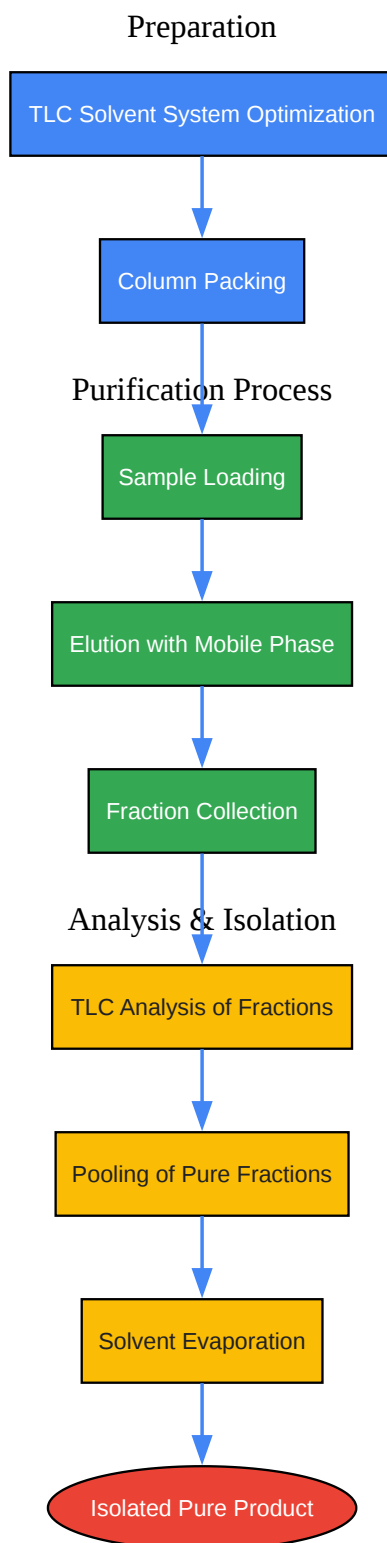 Preparation
TLC Solvent System Optimization
Column Packing
Purification Process
Sample Loading
Elution with Mobile Phase
Fraction Collection
Analysis & Isolation
TLC Analysis of Fractions
Pooling of Pure Fractions
Solvent Evaporation
Isolated Pure Product